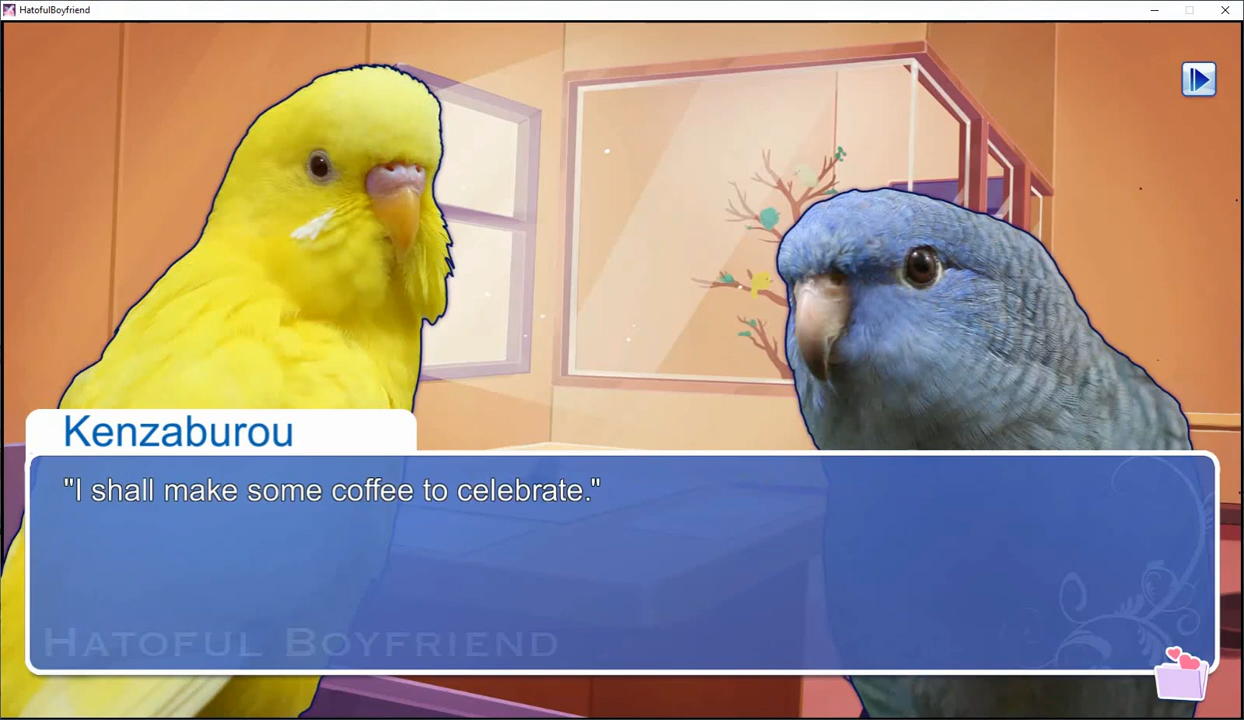 HatofulBoyfriend
Kenzaburou
"I shall make some coffee to celebrate."
HATOFUL BOYFRIEND